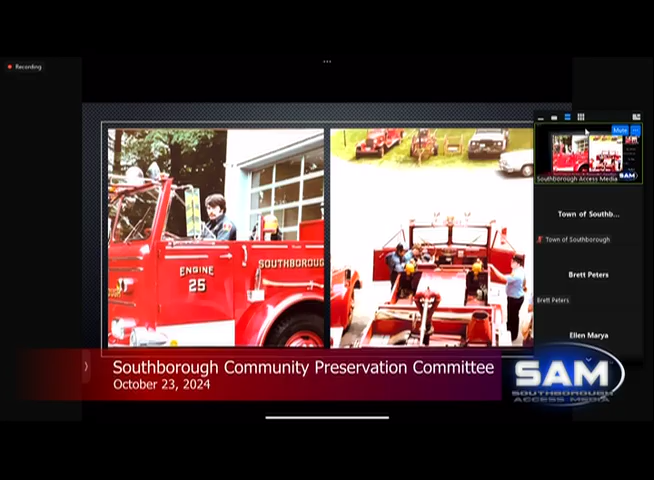 Recording
Mute
SAM
Southborough Access Media
Town of Southb...
Town of Southborough
Brett Peters
Brett Peters
Ellen Marya
ENGINE
25
SOUTHBOROUG
Southborough Community Preservation Committee
October 23, 2024
SAM
SOUTHBOROUGH
ACCESS MEDIA